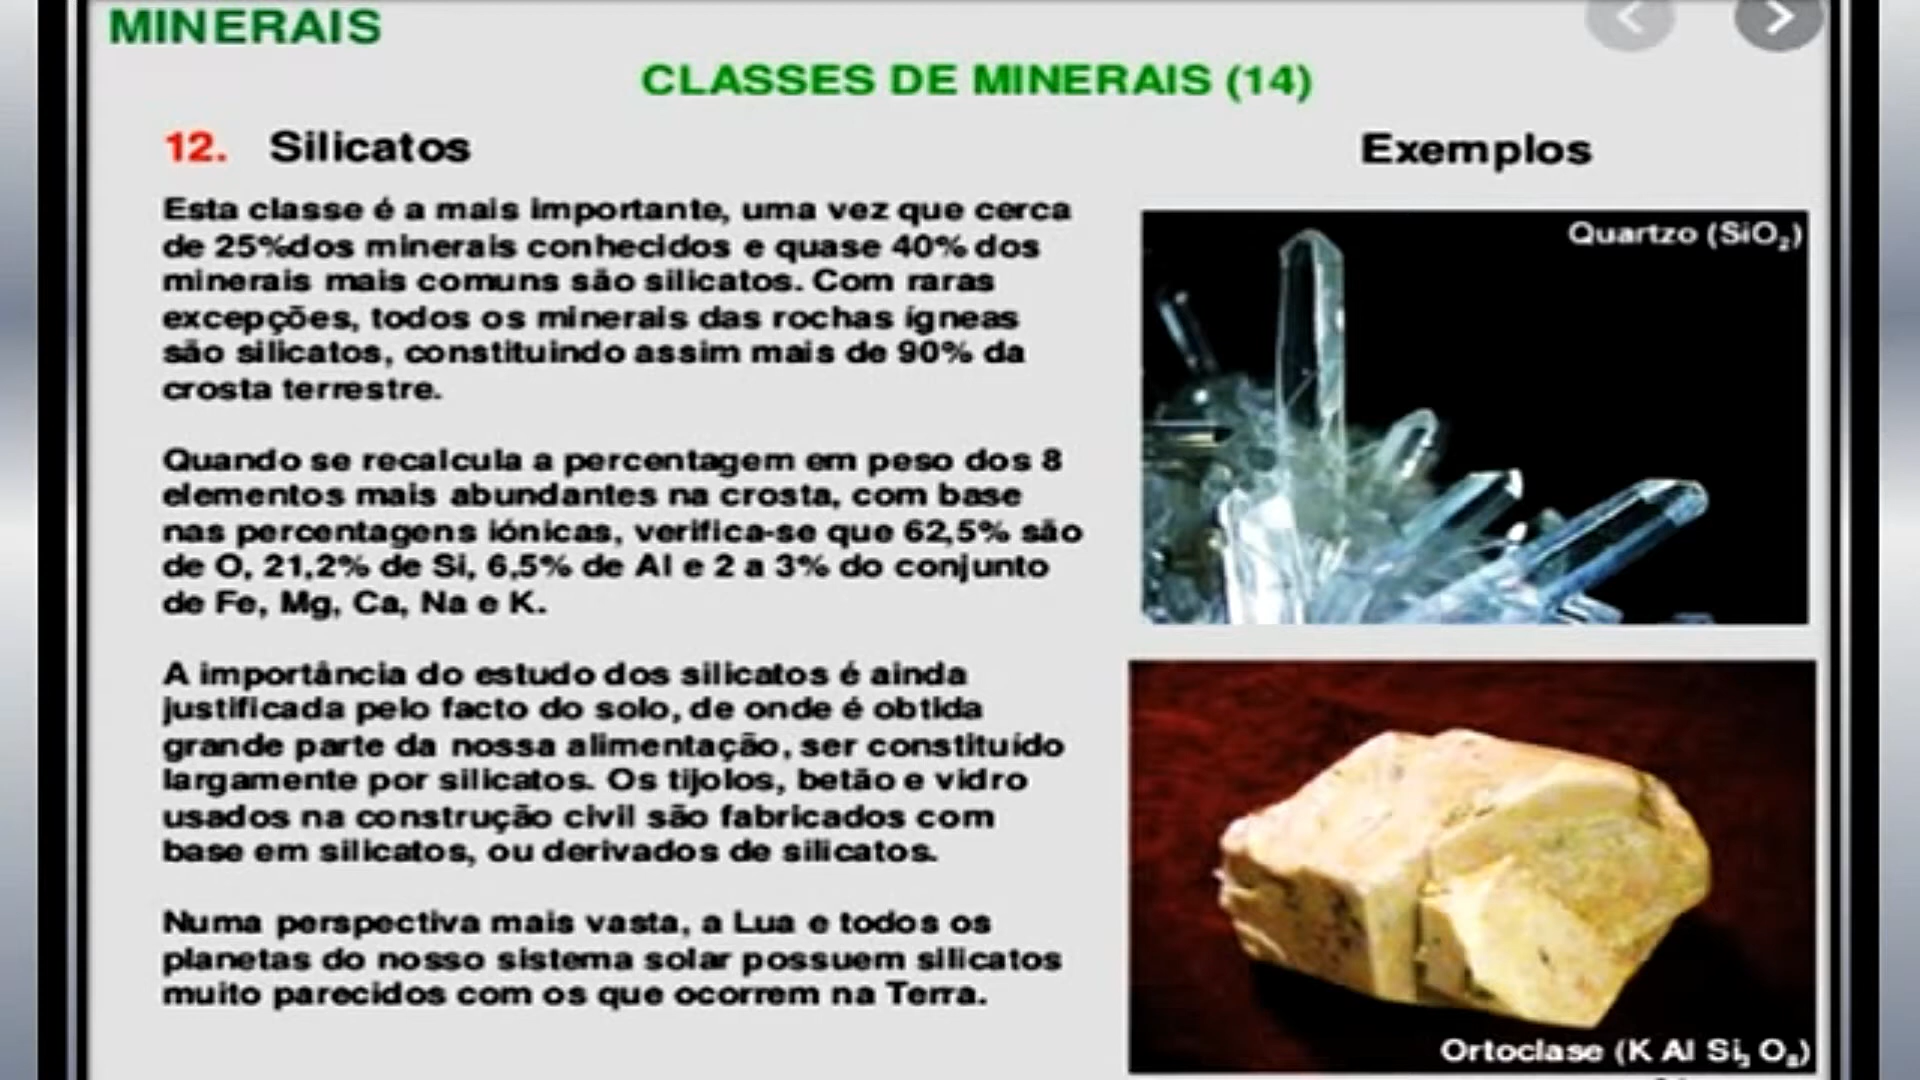 MINERAIS
CLASSES DE MINERAIS (14)
12. Silicatos
Esta classe é a mais importante, uma vez que cerca
de 25%dos minerais conhecidos e quase 40% dos
minerais mais comuns são silicatos. Com raras
excepções, todos os minerais das rochas ígneas
são silicatos, constituindo assim mais de 90% da
crosta terrestre.
Quando se recalcula a percentagem em peso dos 8
elementos mais abundantes na crosta, com base
nas percentagens iónicas, verifica-se que 62,5% são
de O, 21,2% de Si, 6,5% de Al e 2 a 3% do conjunto
de Fe, Mg, Ca, Na e K.
A importância do estudo dos silicatos é ainda
justificada pelo facto do solo, de onde é obtida
grande parte da nossa alimentação, ser constituído
largamente por silicatos. Os tijolos, betão e vidro
usados na construção civil são fabricados com
base em silicatos, ou derivados de silicatos.
Numa perspectiva mais vasta, a Lua e todos os
planetas do nosso sistema solar possuem silicatos
muito parecidos com os que ocorrem na Terra.
Exemplos
Quartzo (SiO₂)
Ortoclase (K Al Si₃ O₈)